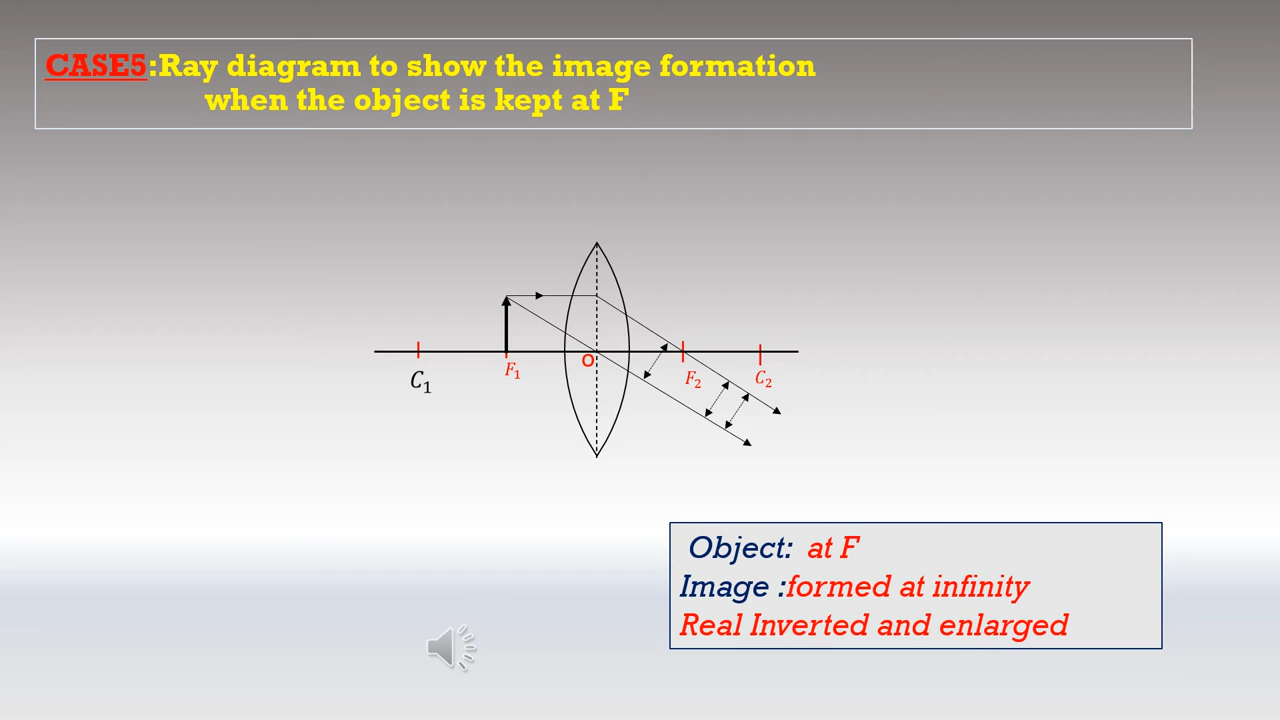 CASE5:Ray diagram to show the image formation
when the object is kept at F
O
C₁
F₁
F₂
C₂
Object: at F
Image :formed at infinity
Real Inverted and enlarged